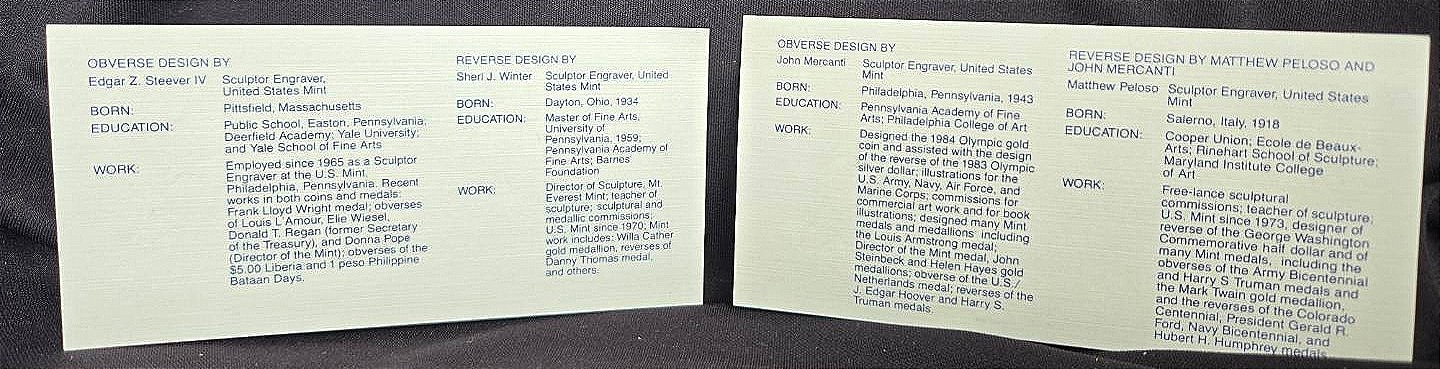 OBVERSE DESIGN BY
Edgar Z. Steever IV Sculptor Engraver,
United States Mint
BORN: Pittsfield, Massachusetts
EDUCATION: Public School, Easton, Pennsylvania;
Deerfield Academy; Yale University;
and Yale School of Fine Arts
WORK: Employed since 1965 as a Sculptor
Engraver at the U.S. Mint,
Philadelphia, Pennsylvania. Recent
works in both coins and medals:
Frank Lloyd Wright medal; obverses
of Louis L'Amour, Elie Wiesel,
Donald T. Regan (former Secretary
of the Treasury), and Donna Pope
(Director of the Mint); obverses of the
$5.00 Liberia and 1 peso Philippine
Bataan Days.
REVERSE DESIGN BY
Sherl J. Winter Sculptor Engraver, United
States Mint
BORN: Dayton, Ohio, 1934
EDUCATION: Master of Fine Arts,
University of
Pennsylvania, 1959;
Pennsylvania Academy of
Fine Arts; Barnes
Foundation
WORK: Director of Sculpture, Mt.
Everest Mint; teacher of
sculpture; sculptural and
medallic commissions;
U.S. Mint since 1970; Mint
work includes: Willa Cather
gold medallion, reverses of
Danny Thomas medal,
and others.
OBVERSE DESIGN BY
John Mercanti Sculptor Engraver, United States
Mint
BORN: Philadelphia, Pennsylvania, 1943
EDUCATION: Pennsylvania Academy of Fine
Arts; Philadelphia College of Art
WORK: Designed the 1984 Olympic gold
coin and assisted with the design
of the reverse of the 1983 Olympic
silver dollar; illustrations for the
U.S. Army, Navy, Air Force, and
Marine Corps; commissions for
commercial art work and for book
illustrations; designed many Mint
medals and medallions including
the Louis Armstrong medal;
Director of the Mint medal, John
Steinbeck and Helen Hayes gold
medallions; obverse of the U.S./
Netherlands medal; reverses of the
J. Edgar Hoover and Harry S.
Truman medals.
REVERSE DESIGN BY MATTHEW PELOSO AND
JOHN MERCANTI
Matthew Peloso Sculptor Engraver, United States
Mint
BORN: Salerno, Italy, 1918
EDUCATION: Cooper Union; Ecole de Beaux-
Arts; Rinehart School of Sculpture;
Maryland Institute College
of Art
WORK: Free-lance sculptural
commissions; teacher of sculpture;
U.S. Mint since 1973, designer of
reverse of the George Washington
Commemorative half dollar and of
many Mint medals, including the
obverses of the Army Bicentennial
and Harry S Truman medals and
the Mark Twain gold medallion,
and the reverses of the Colorado
Centennial, President Gerald R.
Ford, Navy Bicentennial, and
Hubert H. Humphrey medals.